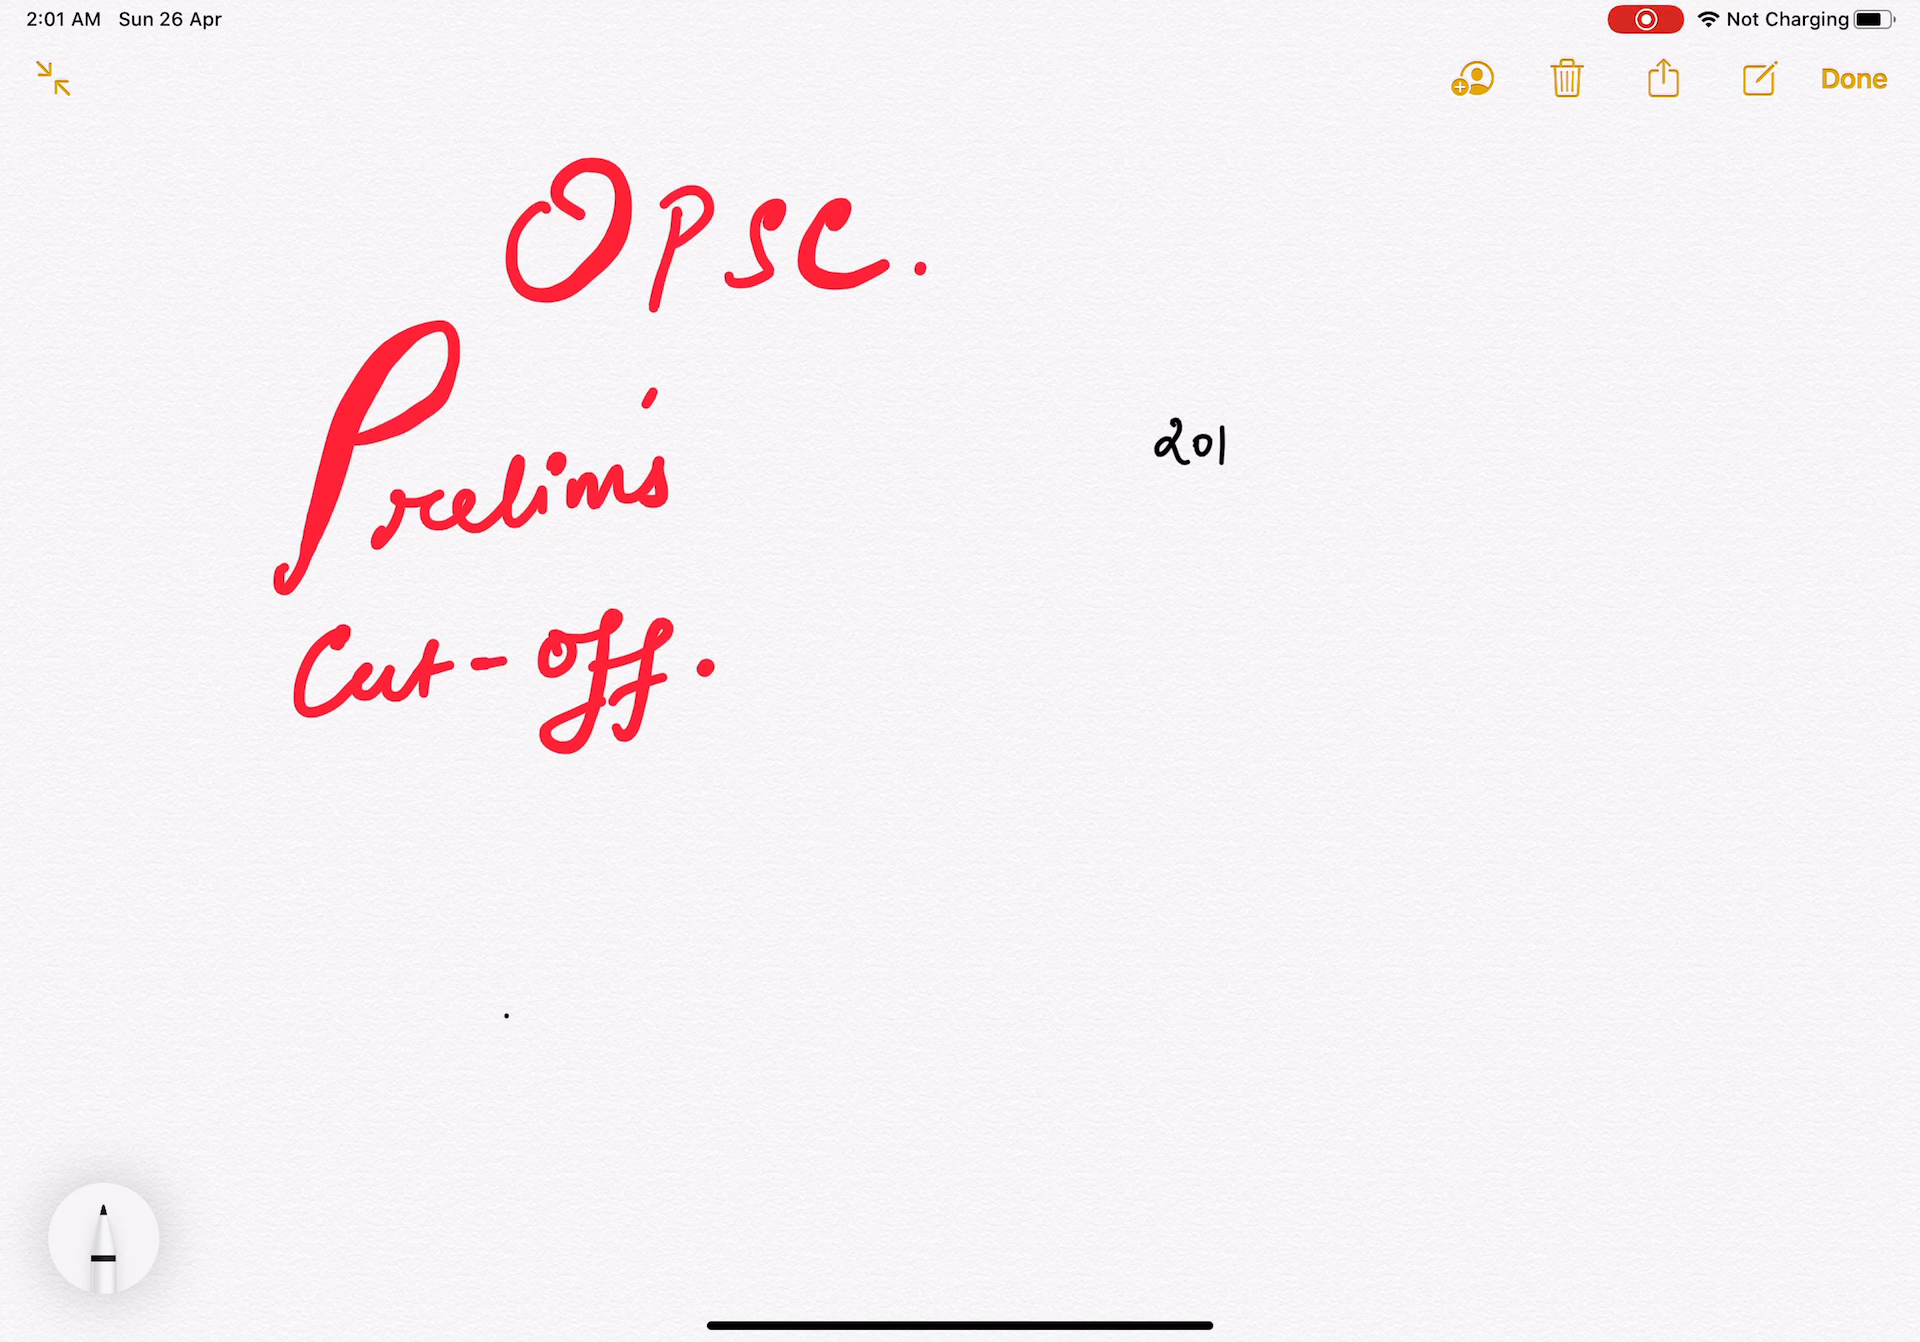 2:01 AM Sun 26 Apr Not Charging
Done
OPSC.
Prelims
201
Cut-off.